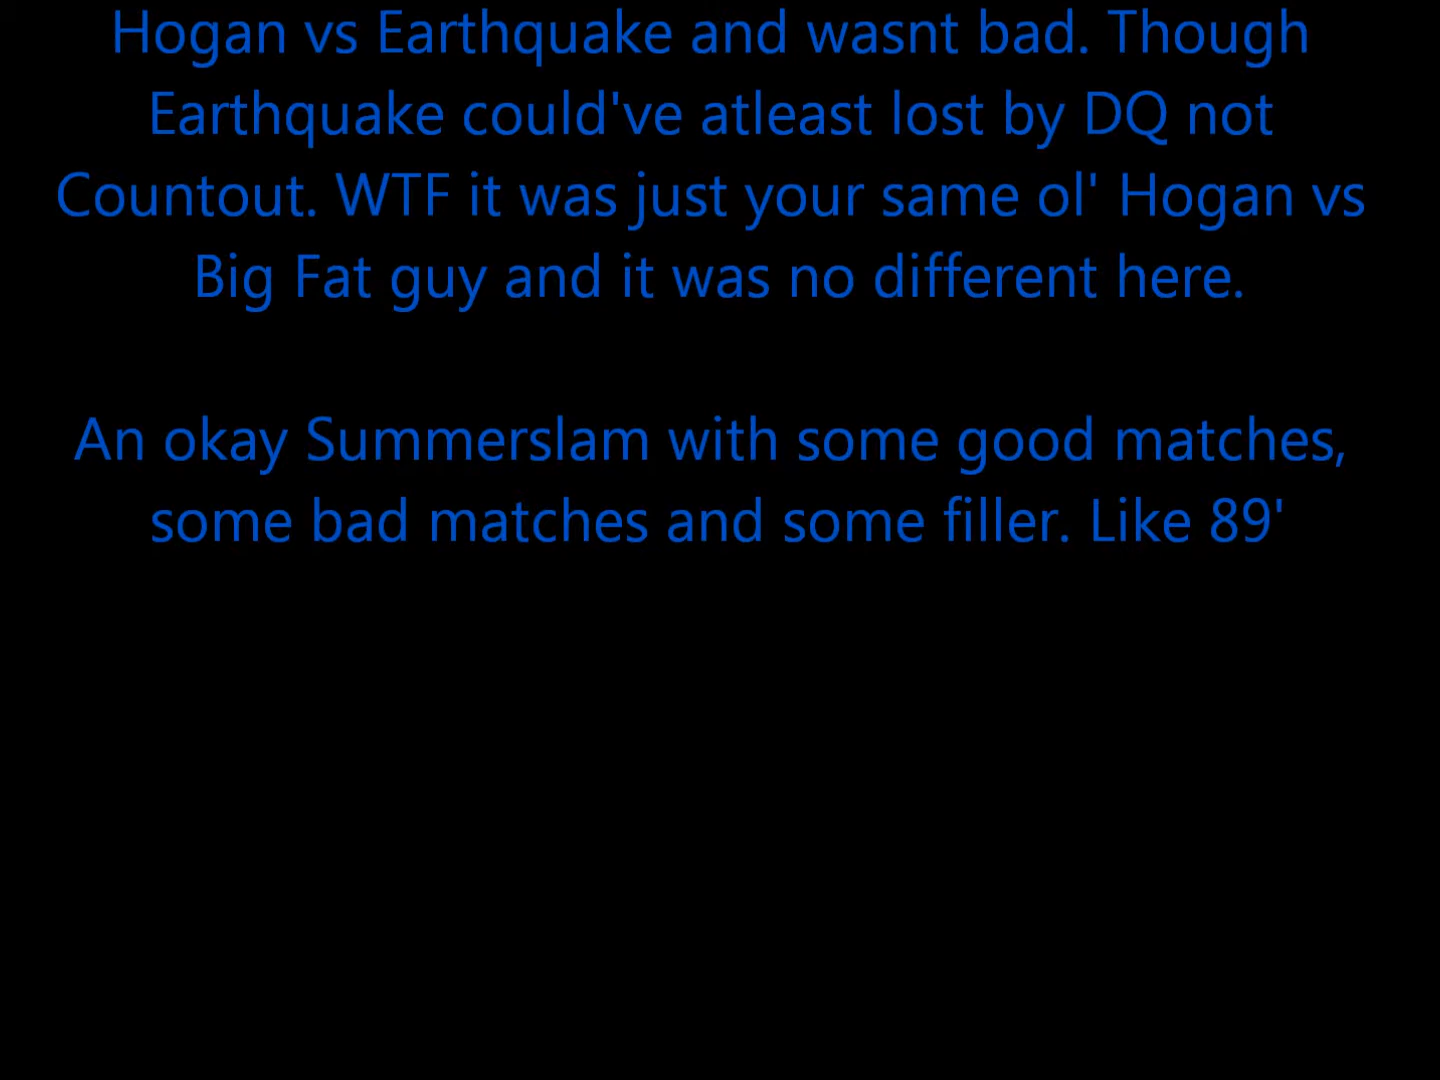 Hogan vs Earthquake and wasnt bad. Though
Earthquake could've atleast lost by DQ not
Countout. WTF it was just your same ol' Hogan vs
Big Fat guy and it was no different here.
An okay Summerslam with some good matches,
some bad matches and some filler. Like 89'